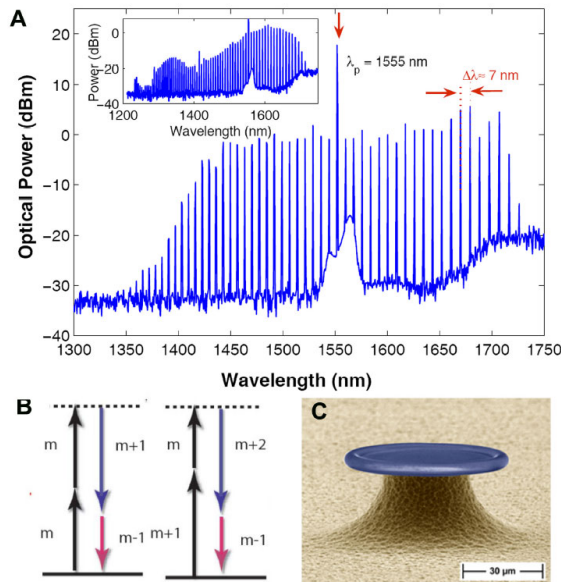 A
Optical Power (dBm)
20
10
0
−10
−20
−30
−40
1300 1350 1400 1450 1500 1550 1600 1650 1700 1750
Wavelength (nm)
Power (dBm)
0
−20
−40
1200 1400 1600
Wavelength (nm)
λp = 1555 nm
Δλ≈ 7 nm
B
m
m+1
m
m-1
m
m+2
m+1
m-1
C
30 µm